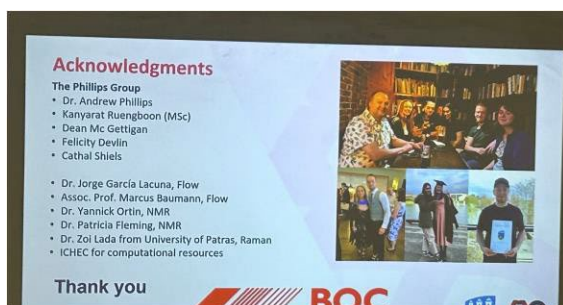 Acknowledgments
The Phillips Group
• Dr. Andrew Phillips
• Kanyarat Ruengboon (MSc)
• Dean Mc Gettigan
• Felicity Devlin
• Cathal Shiels
• Dr. Jorge García Lacuna, Flow
• Assoc. Prof. Marcus Baumann, Flow
• Dr. Yannick Ortin, NMR
• Dr. Patricia Fleming, NMR
• Dr. Zoi Lada from University of Patras, Raman
• ICHEC for computational resources
Thank you
BOC